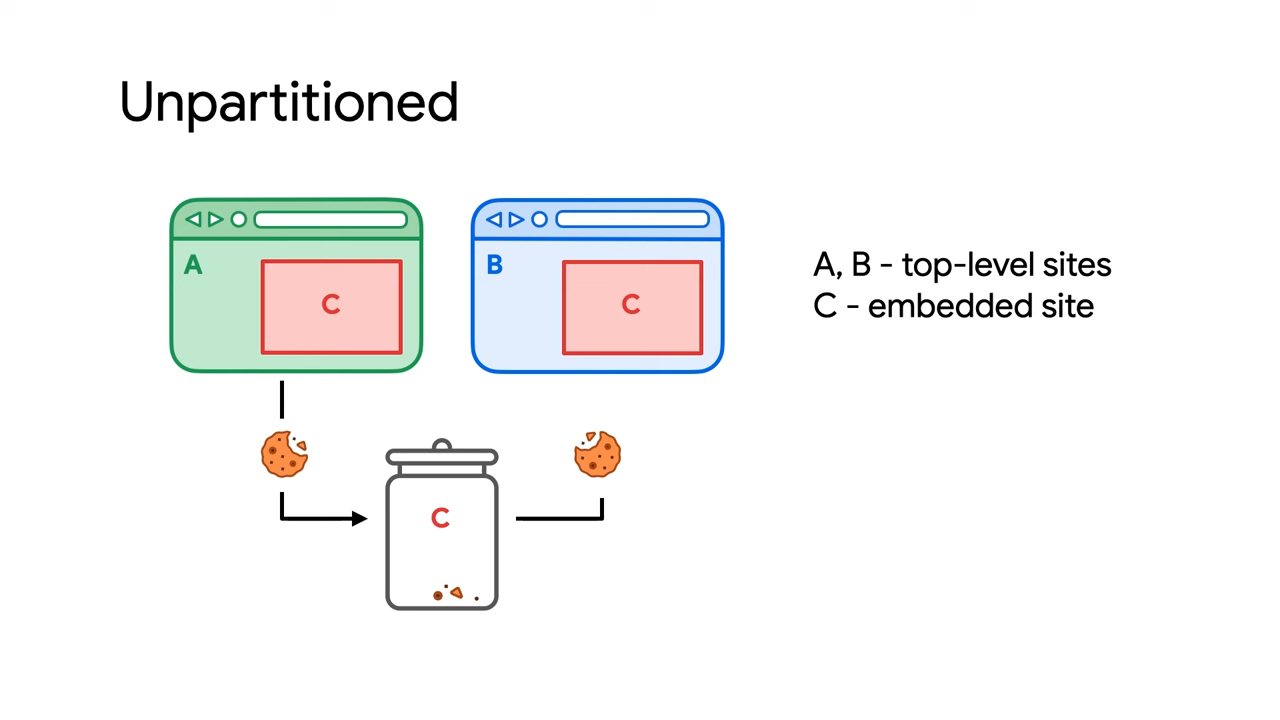 Unpartitioned
A
C
B
C
A, B - top-level sites
C - embedded site
C